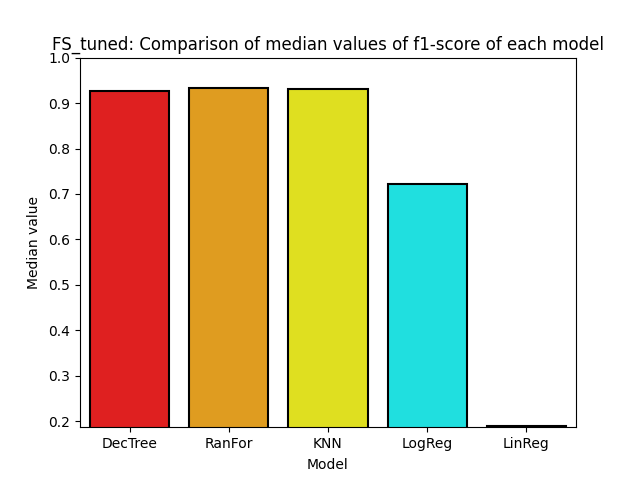 FS_tuned: Comparison of median values of f1-score of each model
1.0
0.9
0.8
0.7
0.6
0.5
0.4
0.3
0.2
Median value
DecTree RanFor KNN LogReg LinReg
Model